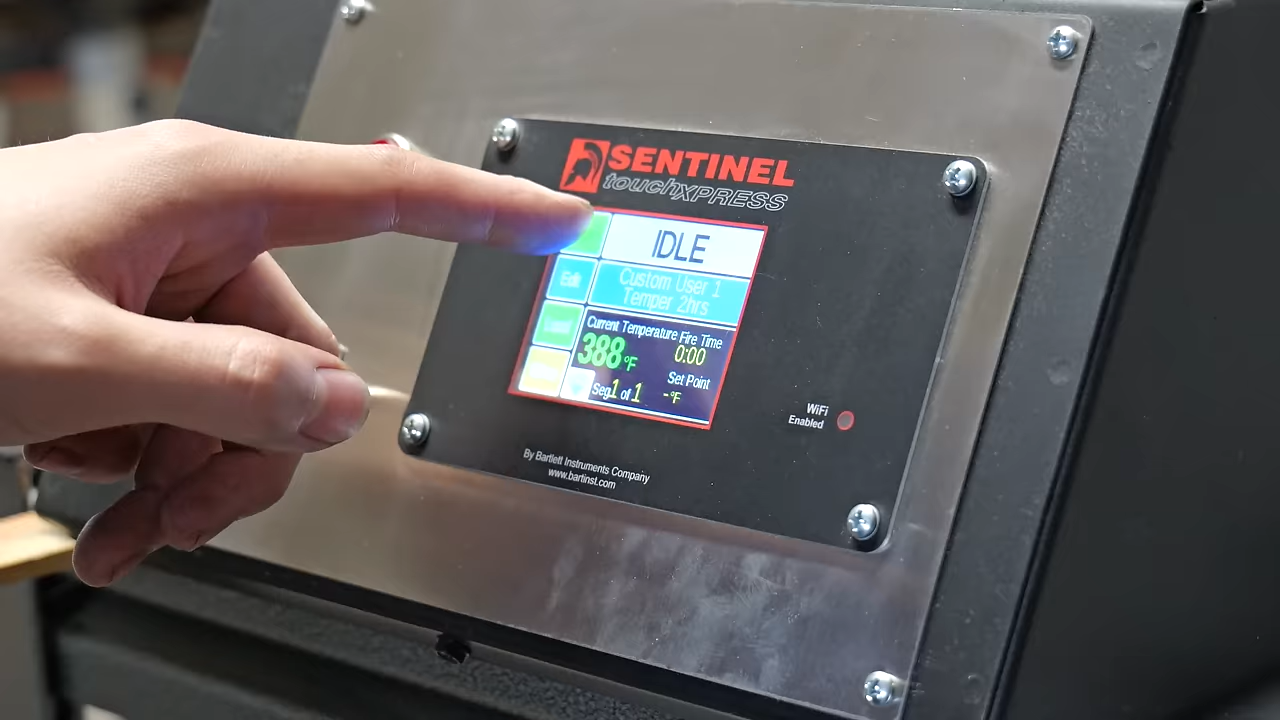 SENTINEL
touchXPRESS
IDLE
Edit
Custom User 1
Temper 2hrs
Load
Current Temperature Fire Time
388°F
0:00
Set Point
Seg 1 of 1
-°F
WiFi
Enabled
By Bartlett Instruments Company
www.bartinst.com